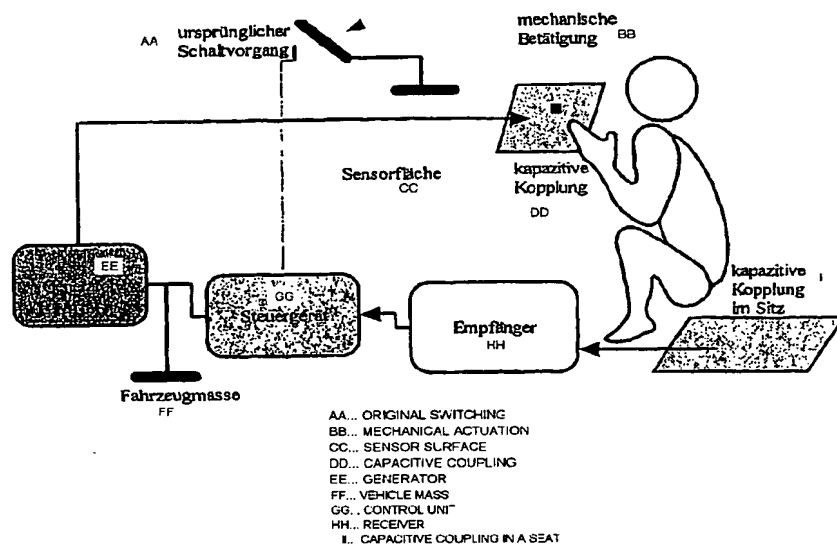 AA
ursprünglicher
Schaltvorgang
mechanische
Betätigung BB
Sensorfläche
CC
kapazitive
Kopplung
DD
EE
GG
Steuergerät
Empfänger
HH
kapazitive I
Kopplung
im Sitz
Fahrzeugmasse
FF
AA... ORIGINAL SWITCHING
BB... MECHANICAL ACTUATION
CC... SENSOR SURFACE
DD... CAPACITIVE COUPLING
EE... GENERATOR
FF... VEHICLE MASS
GG... CONTROL UNIT
HH... RECEIVER
II... CAPACITIVE COUPLING IN A SEAT